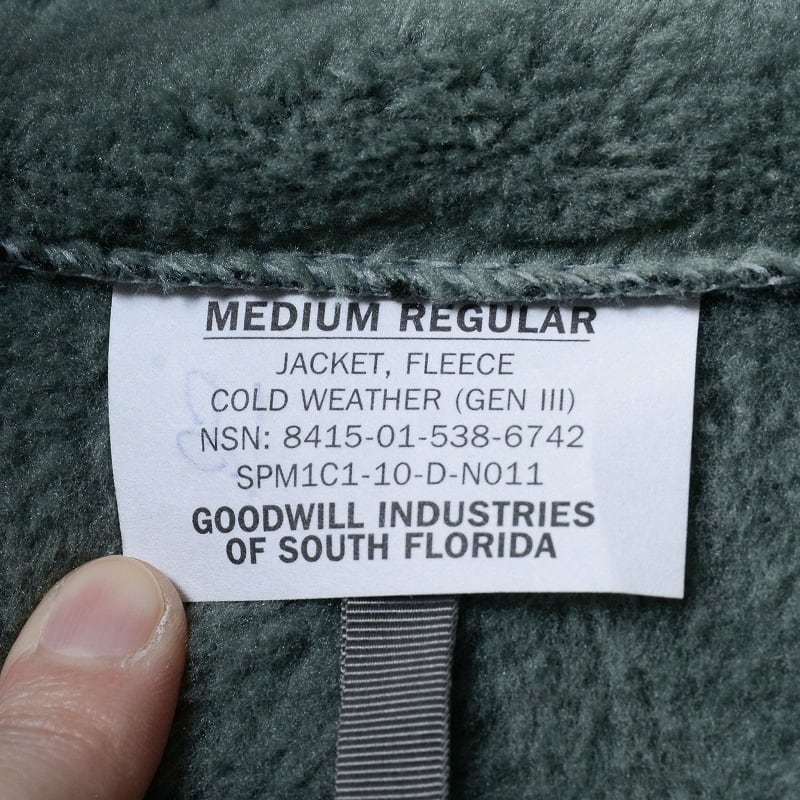 MEDIUM REGULAR
JACKET, FLEECE
COLD WEATHER (GEN III)
NSN: 8415-01-538-6742
SPM1C1-10-D-N011
GOODWILL INDUSTRIES
OF SOUTH FLORIDA